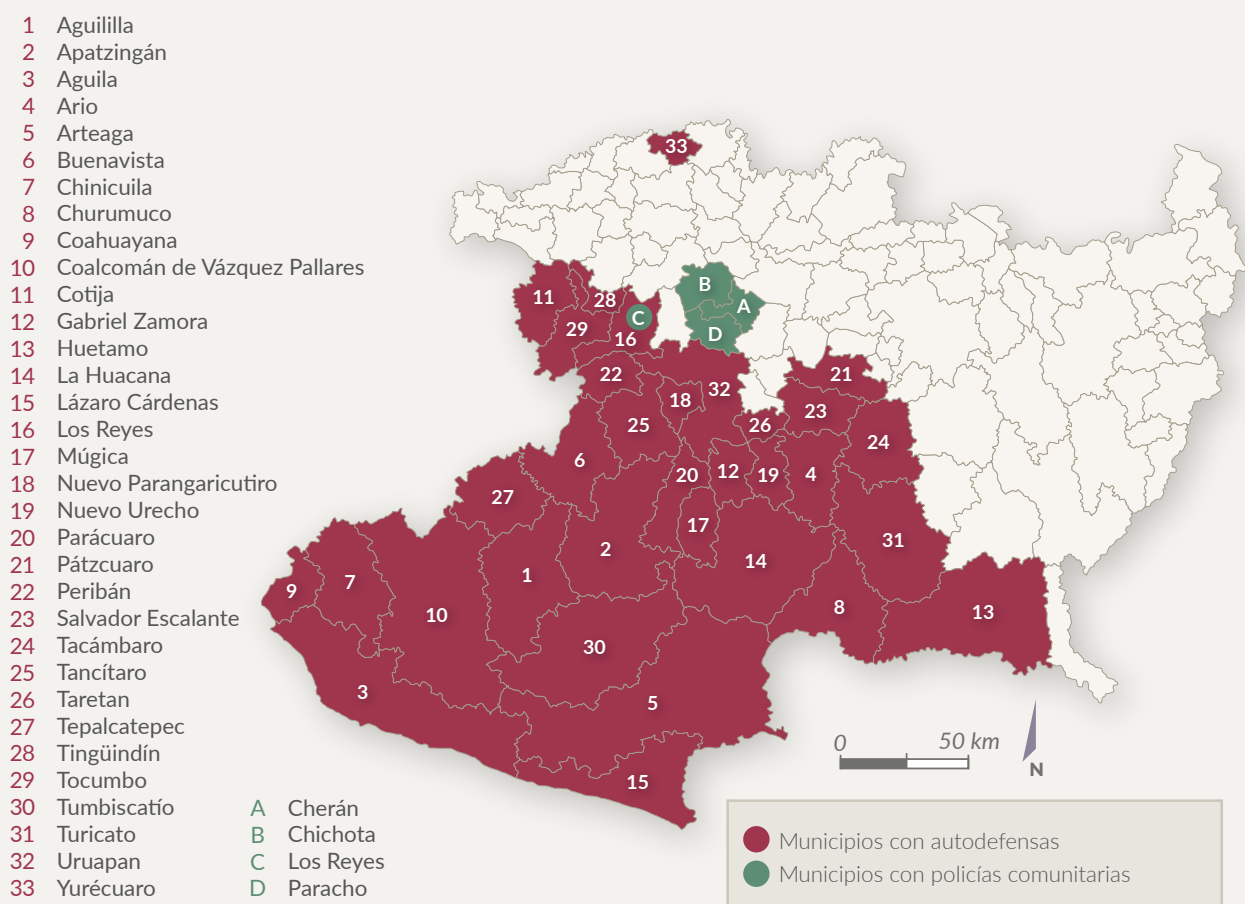 1 Aguililla
2 Apatzingán
3 Aguila
4 Ario
5 Arteaga
6 Buenavista
7 Chinicuila
8 Churumuco
9 Coahuayana
10 Coalcomán de Vázquez Pallares
11 Cotija
12 Gabriel Zamora
13 Huetamo
14 La Huacana
15 Lázaro Cárdenas
16 Los Reyes
17 Múgica
18 Nuevo Parangaricutiro
19 Nuevo Urecho
20 Parácuaro
21 Pátzcuaro
22 Peribán
23 Salvador Escalante
24 Tacámbaro
25 Tancítaro
26 Taretan
27 Tepalcatepec
28 Tingüindín
29 Tocumbo
30 Tumbiscatío
31 Turicato
32 Uruapan
33 Yurécuaro
A Cherán
B Chichota
C Los Reyes
D Paracho
33
B
11
28
A
C
29
16
D
22
21
32
18
23
26
25
24
6
20
12
19
4
27
17
2
31
14
1
7
9
8
13
10
30
3
5
15
0 50 km
N
Municipios con autodefensas
Municipios con policías comunitarias